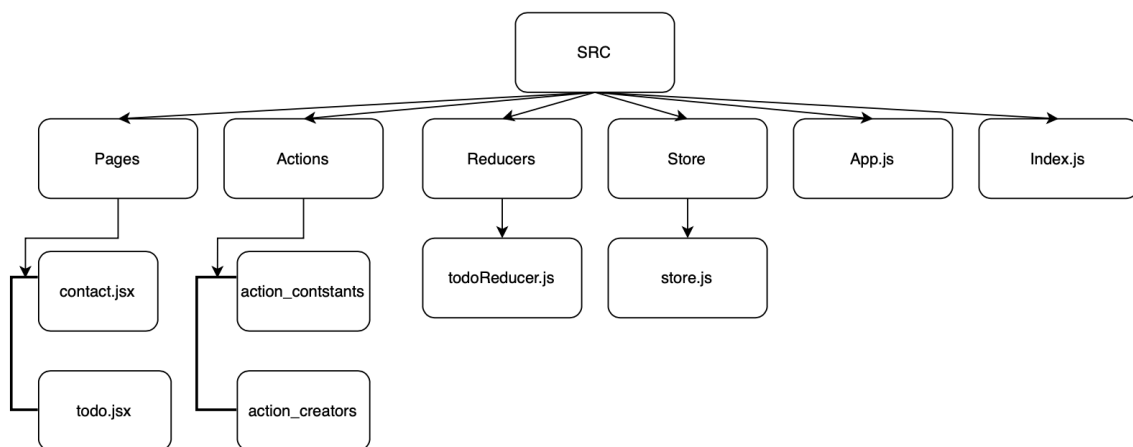 SRC
Pages
Actions
Reducers
Store
App.js
Index.js
contact.jsx
action_contstants
todoReducer.js
store.js
todo.jsx
action_creators